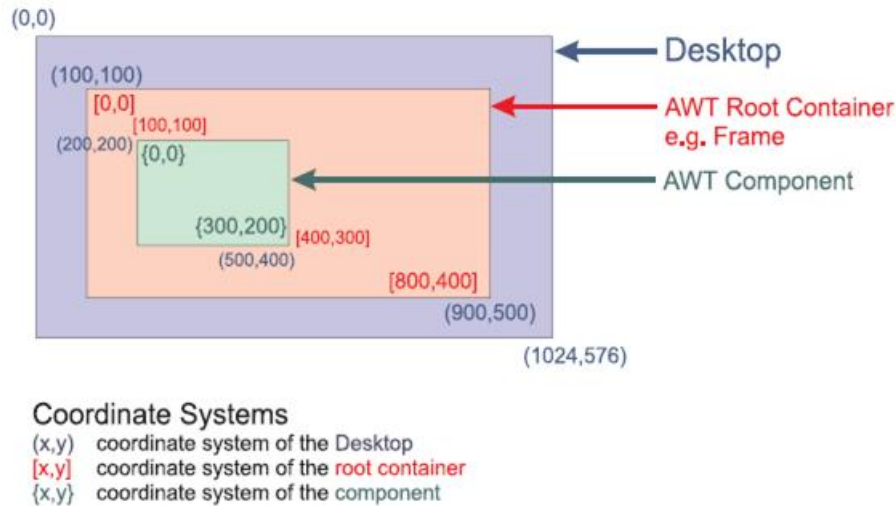 (0,0)
Desktop
(100,100)
[0,0]
AWT Root Container
e.g. Frame
[100,100]
(200,200)
{0,0}
AWT Component
{300,200}
[400,300]
(500,400)
[800,400]
(900,500)
(1024,576)
Coordinate Systems
(x,y) coordinate system of the Desktop
[x,y] coordinate system of the root container
{x,y} coordinate system of the component